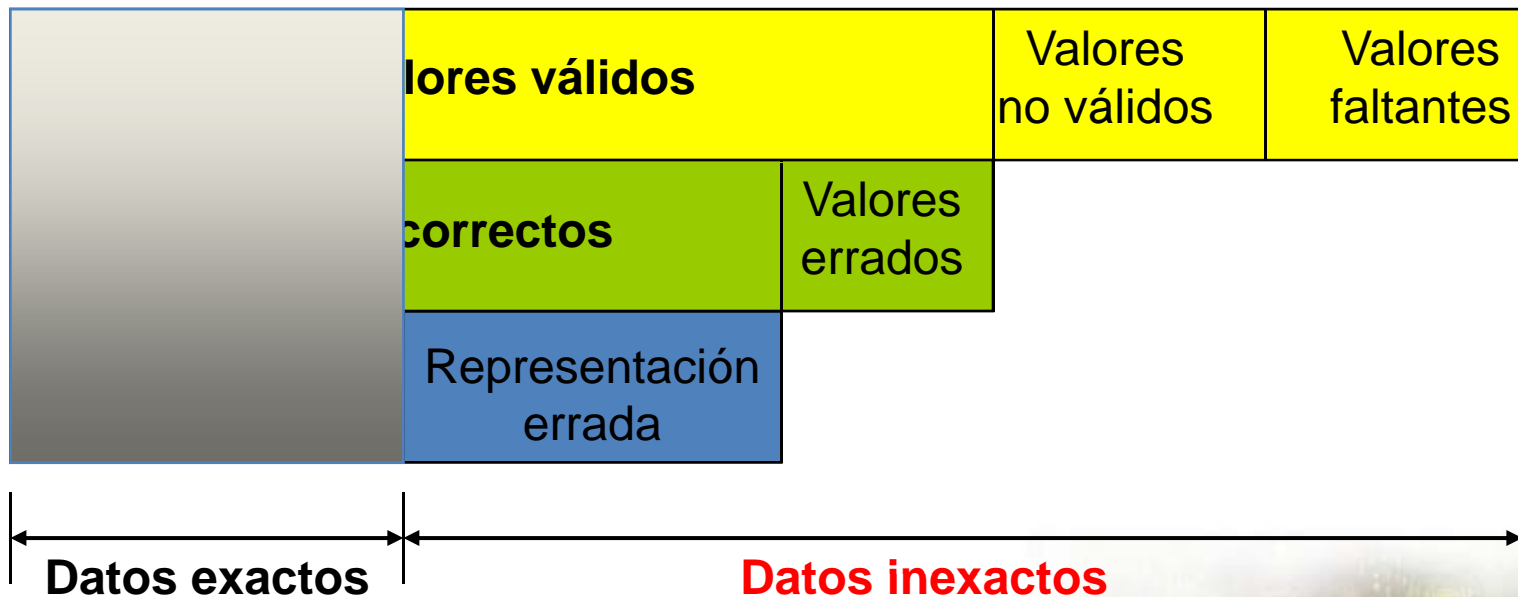 lores válidos
Valores
no válidos
Valores
faltantes
correctos
Valores
errados
Representación
errada
Datos exactos
Datos inexactos